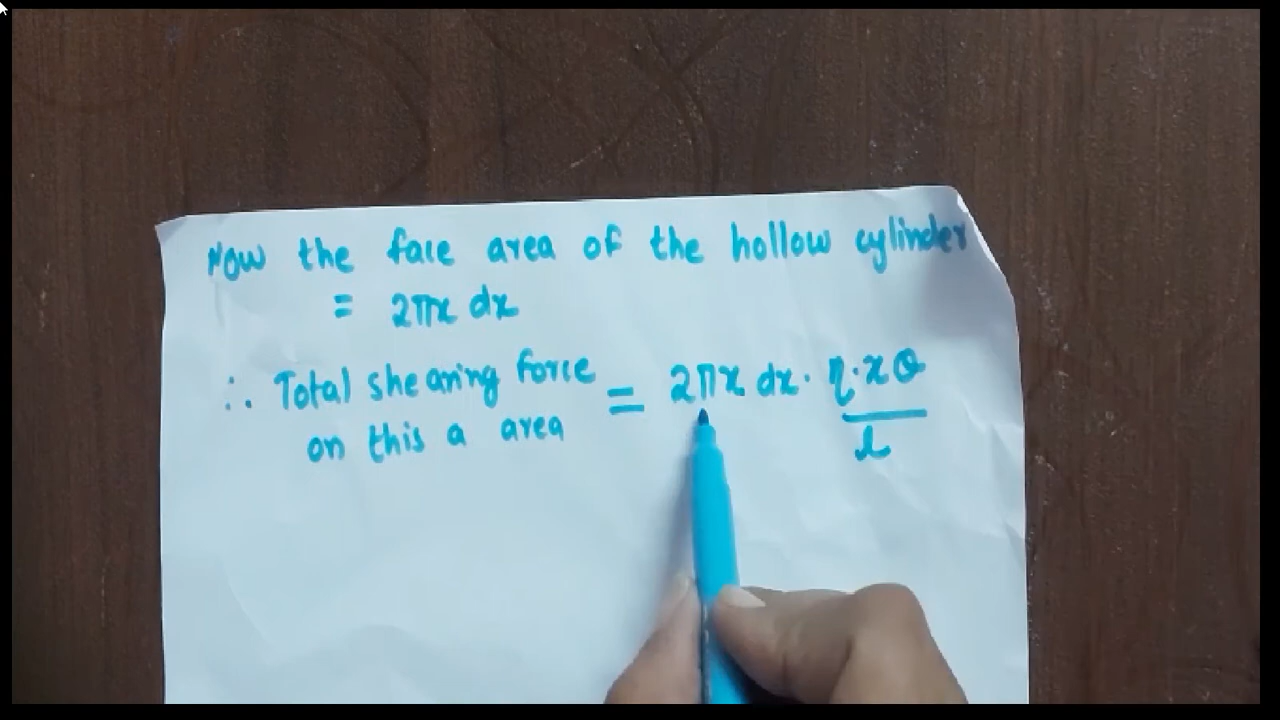 Now the face area of the hollow cylinder
= 2πx dx
∴ Total shearing force = 2πx dx · η·xθ / l
on this a area